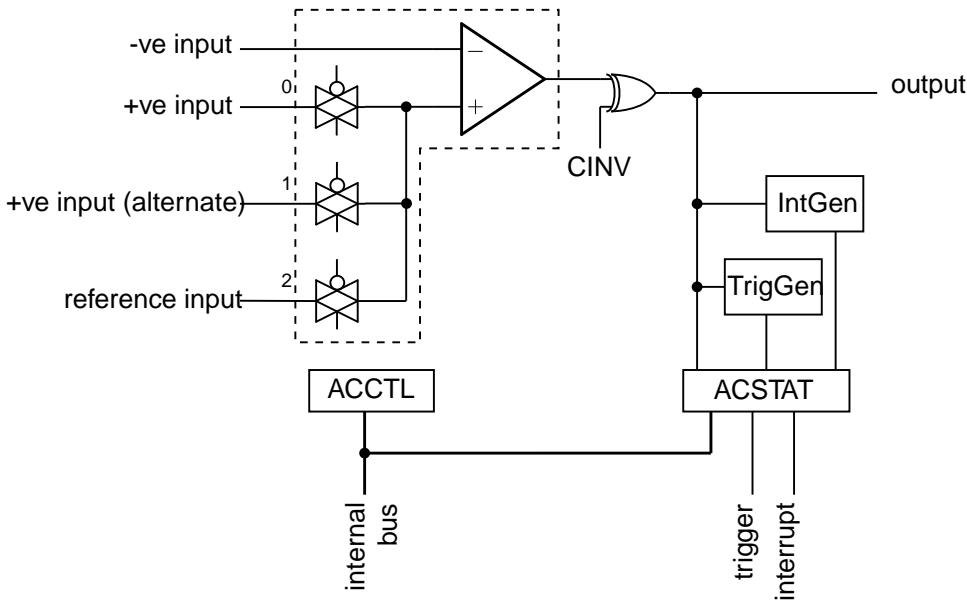 -ve input
output
−
0
+ve input
+
CINV
1
+ve input (alternate)
IntGen
2
reference input
TrigGen
ACCTL
ACSTAT
internal
bus
trigger
interrupt